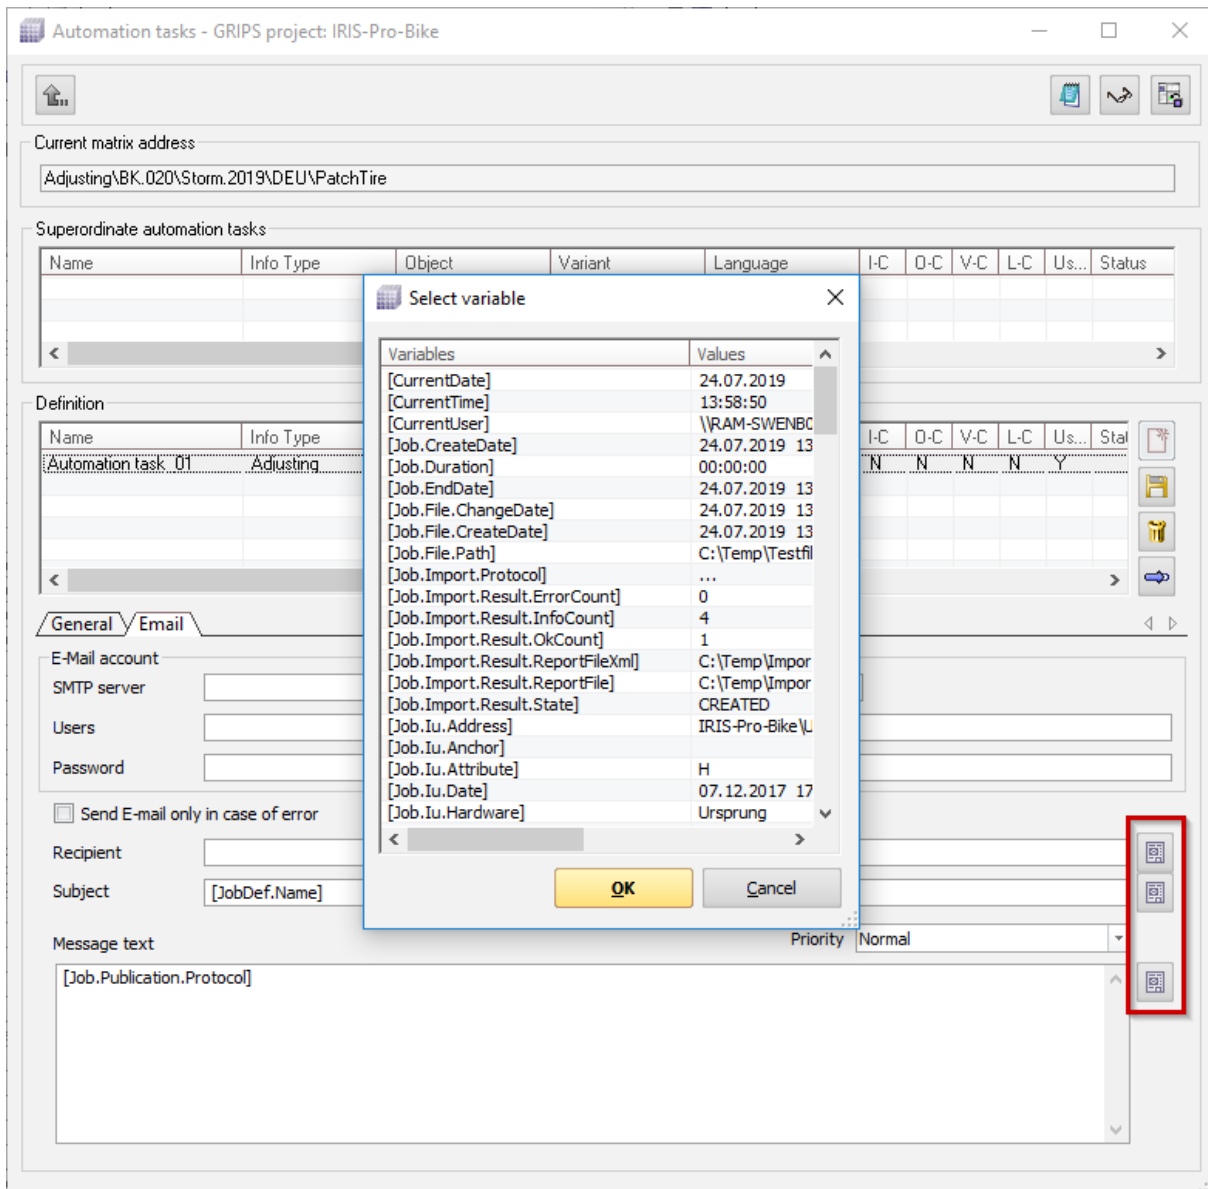 Automation tasks - GRIPS project: IRIS-Pro-Bike
Current matrix address
Adjusting\BK.020\Storm.2019\DEU\PatchTire
Superordinate automation tasks
Name Info Type Object Variant Language I-C O-C V-C L-C Us... Status
Select variable
Variables Values
[CurrentDate] 24.07.2019
[CurrentTime] 13:58:50
[CurrentUser] \\RAM-SWENBC
[Job.CreateDate] 24.07.2019 13
[Job.Duration] 00:00:00
[Job.EndDate] 24.07.2019 13
[Job.File.ChangeDate] 24.07.2019 13
[Job.File.CreateDate] 24.07.2019 13
[Job.File.Path] C:\Temp\Testfil
[Job.Import.Protocol] ...
[Job.Import.Result.ErrorCount] 0
[Job.Import.Result.InfoCount] 4
[Job.Import.Result.OkCount] 1
[Job.Import.Result.ReportFileXml] C:\Temp\Impor
[Job.Import.Result.ReportFile] C:\Temp\Impor
[Job.Import.Result.State] CREATED
[Job.Iu.Address] IRIS-Pro-Bike\U
[Job.Iu.Anchor]
[Job.Iu.Attribute] H
[Job.Iu.Date] 07.12.2017 17
[Job.Iu.Hardware] Ursprung
OK Cancel
Definition
Name Info Type I-C O-C V-C L-C Us... Stat
Automation task_01 Adjusting N N N N Y
General Email
E-Mail account
SMTP server
Users
Password
Send E-mail only in case of error
Recipient
Subject [JobDef.Name]
Message text Priority Normal
[Job.Publication.Protocol]